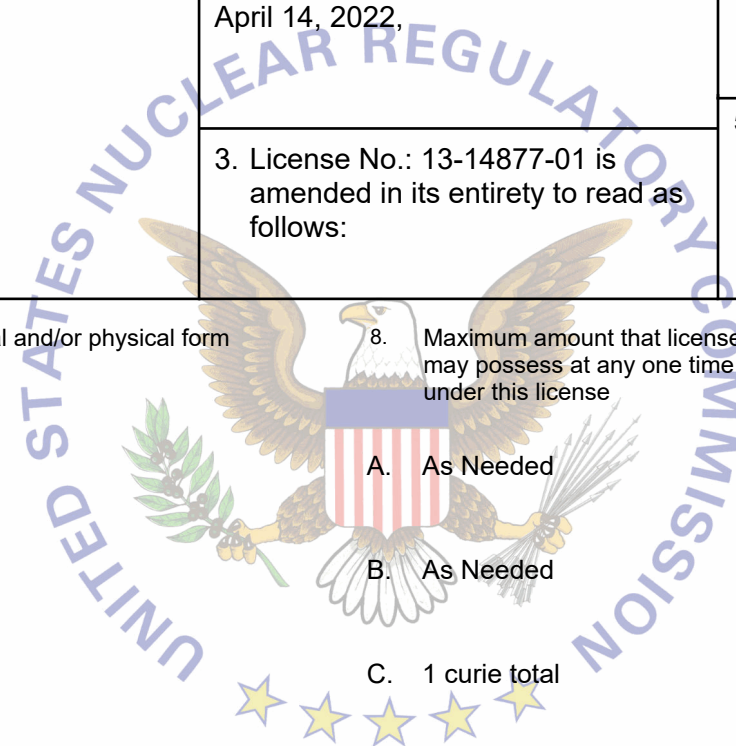 April 14, 2022,
3. License No.: 13-14877-01 is
amended in its entirety to read as
follows:
l and/or physical form
8. Maximum amount that license
may possess at any one time
under this license
A. As Needed
B. As Needed
C. 1 curie total
UNITED STATES NUCLEAR REGULATORY COMMISSION